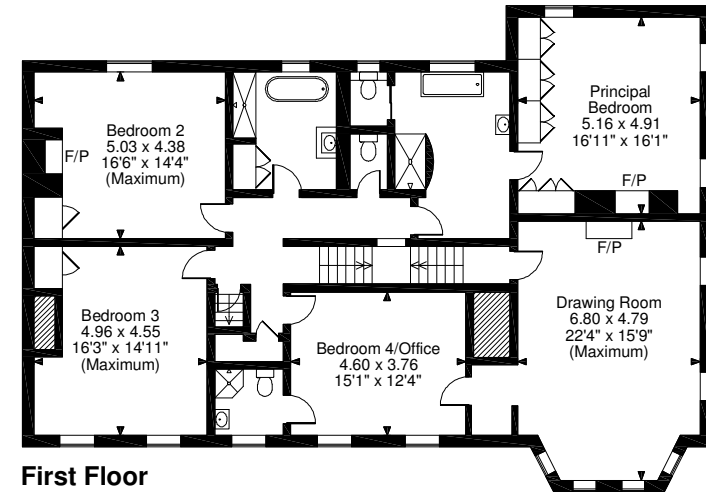 Principal
Bedroom
5.16 x 4.91
16'11" x 16'1"
F/P
Bedroom 2
5.03 x 4.38
16'6" x 14'4"
(Maximum)
F/P
F/P
Bedroom 3
4.96 x 4.55
16'3" x 14'11"
(Maximum)
Bedroom 4/Office
4.60 x 3.76
15'1" x 12'4"
Drawing Room
6.80 x 4.79
22'4" x 15'9"
(Maximum)
First Floor